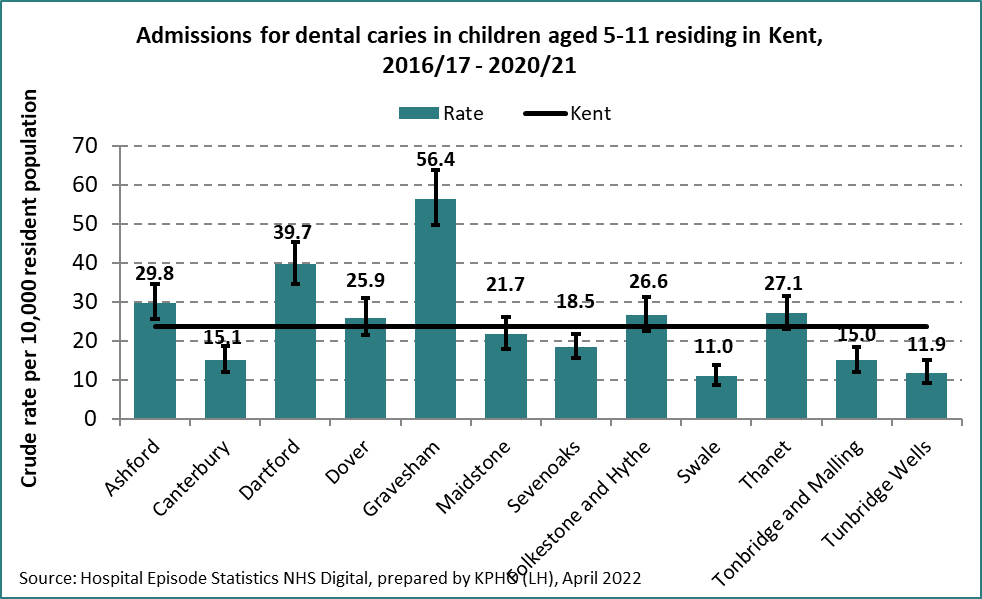 Admissions for dental caries in children aged 5-11 residing in Kent,
2016/17 - 2020/21
Rate
Kent
Crude rate per 10,000 resident population
70
60
50
40
30
20
10
0
29.8
15.1
39.7
25.9
56.4
21.7
18.5
26.6
11.0
27.1
15.0
11.9
Ashford
Canterbury
Dartford
Dover
Gravesham
Maidstone
Sevenoaks
Folkestone and Hythe
Swale
Thanet
Tonbridge and Malling
Tunbridge Wells
Source: Hospital Episode Statistics NHS Digital, prepared by KPHO (LH), April 2022